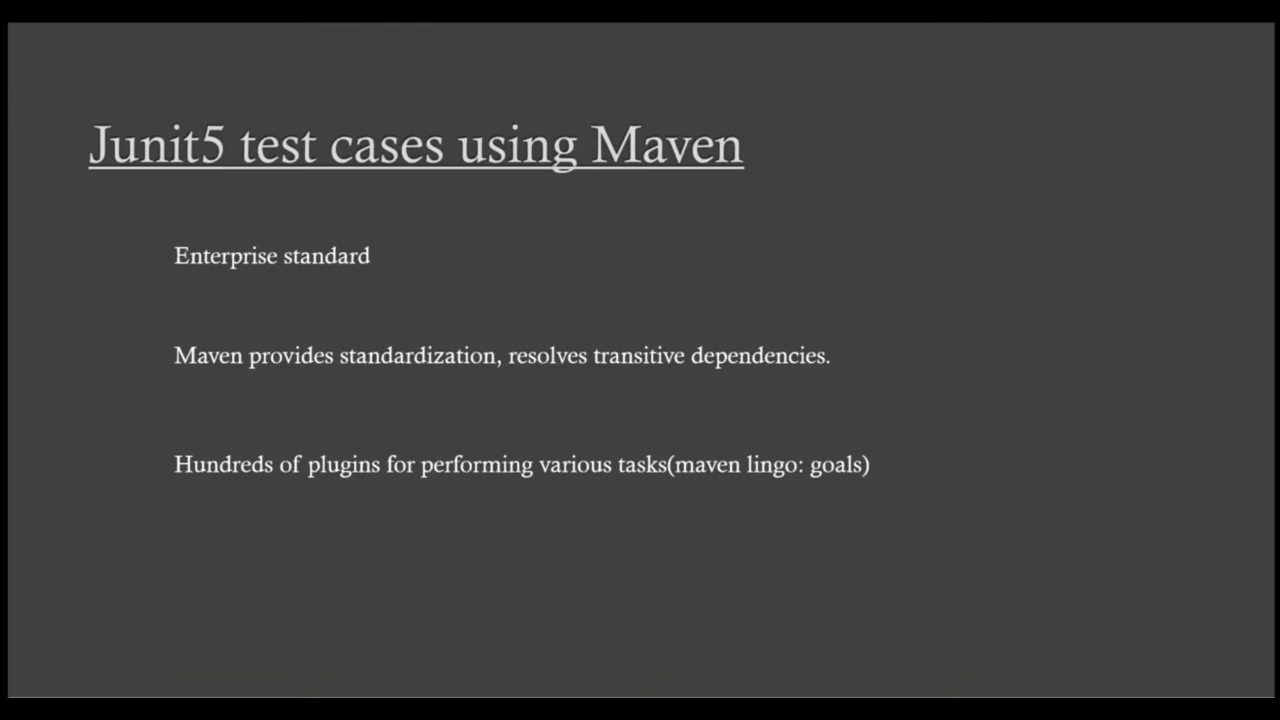 Junit5 test cases using Maven
Enterprise standard
Maven provides standardization, resolves transitive dependencies.
Hundreds of plugins for performing various tasks(maven lingo: goals)